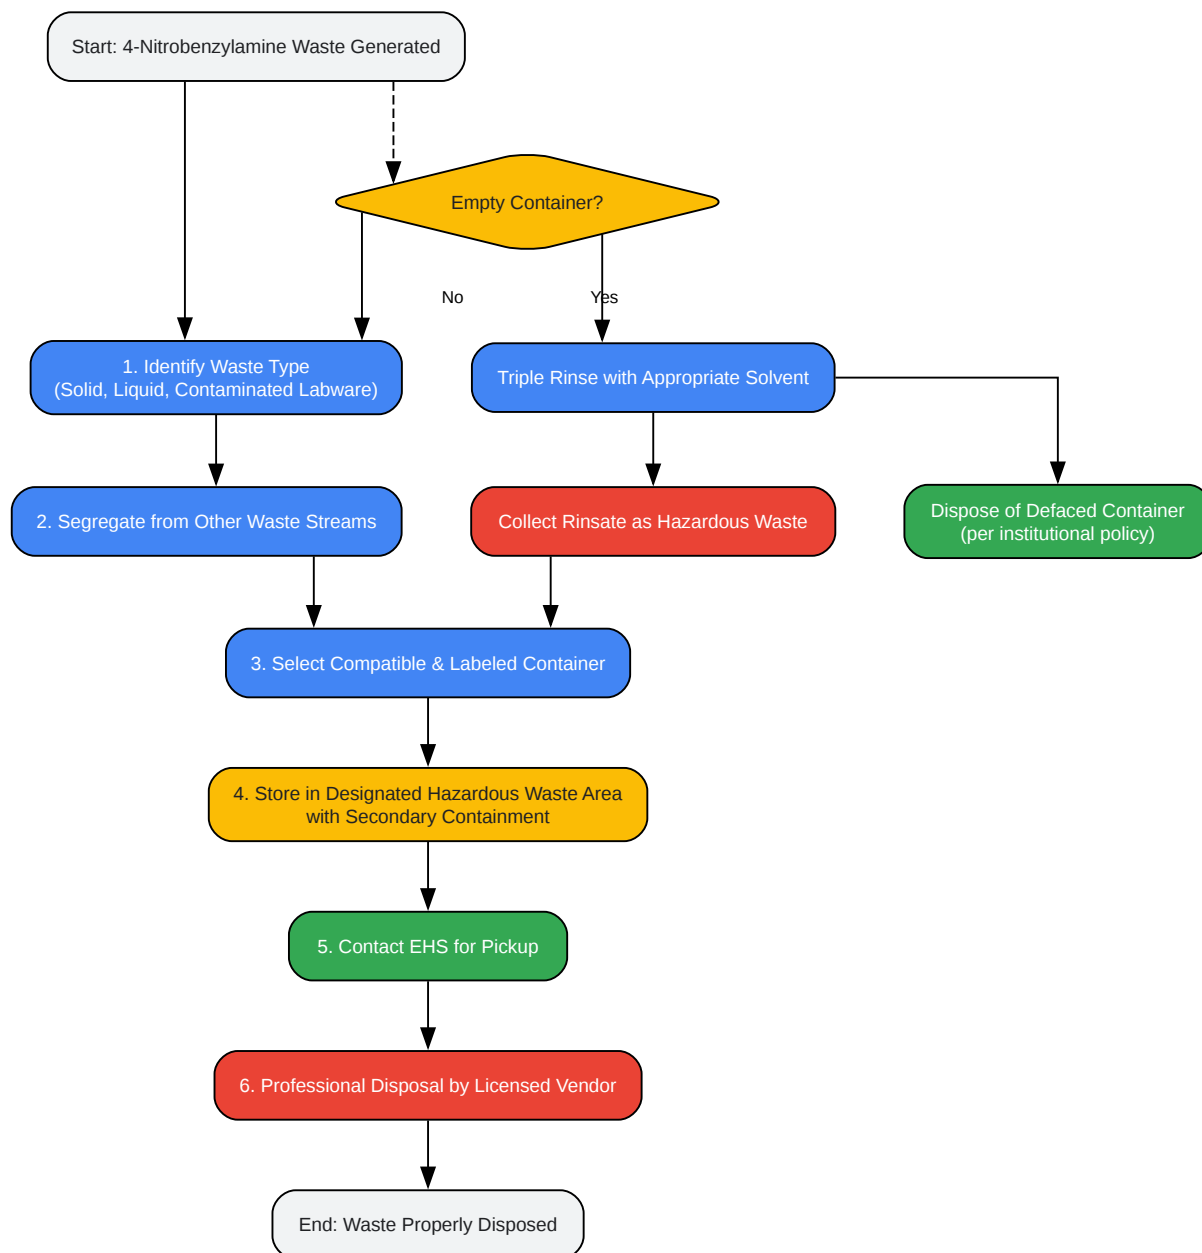 Start: 4-Nitrobenzylamine Waste Generated
Empty Container?
No
Yes
1. Identify Waste Type
(Solid, Liquid, Contaminated Labware)
Triple Rinse with Appropriate Solvent
2. Segregate from Other Waste Streams
Collect Rinsate as Hazardous Waste
Dispose of Defaced Container
(per institutional policy)
3. Select Compatible & Labeled Container
4. Store in Designated Hazardous Waste Area
with Secondary Containment
5. Contact EHS for Pickup
6. Professional Disposal by Licensed Vendor
End: Waste Properly Disposed